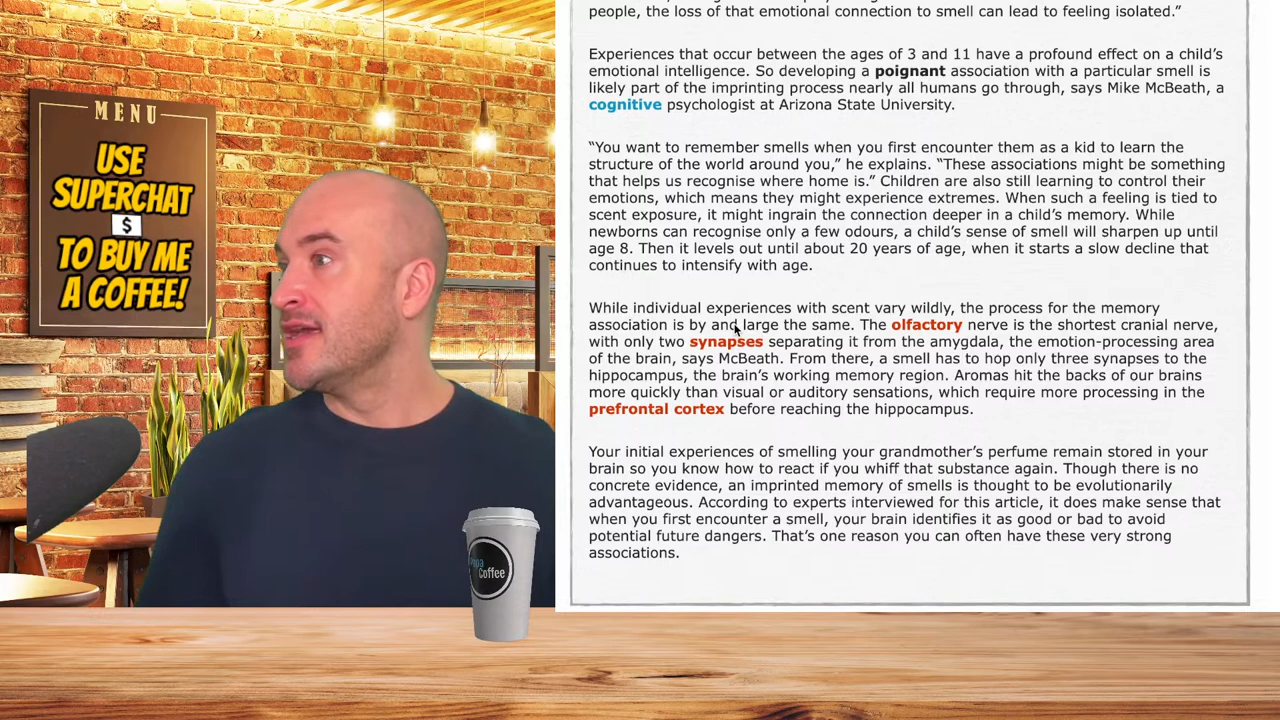 MENU
USE
SUPERCHAT
$
TO BUY ME
A COFFEE!
Coffee
people, the loss of that emotional connection to smell can lead to feeling isolated.”
Experiences that occur between the ages of 3 and 11 have a profound effect on a child’s
emotional intelligence. So developing a poignant association with a particular smell is
likely part of the imprinting process nearly all humans go through, says Mike McBeath, a
cognitive psychologist at Arizona State University.
“You want to remember smells when you first encounter them as a kid to learn the
structure of the world around you,” he explains. “These associations might be something
that helps us recognise where home is.” Children are also still learning to control their
emotions, which means they might experience extremes. When such a feeling is tied to
scent exposure, it might ingrain the connection deeper in a child’s memory. While
newborns can recognise only a few odours, a child’s sense of smell will sharpen up until
age 8. Then it levels out until about 20 years of age, when it starts a slow decline that
continues to intensify with age.
While individual experiences with scent vary wildly, the process for the memory
association is by and large the same. The olfactory nerve is the shortest cranial nerve,
with only two synapses separating it from the amygdala, the emotion-processing area
of the brain, says McBeath. From there, a smell has to hop only three synapses to the
hippocampus, the brain’s working memory region. Aromas hit the backs of our brains
more quickly than visual or auditory sensations, which require more processing in the
prefrontal cortex before reaching the hippocampus.
Your initial experiences of smelling your grandmother’s perfume remain stored in your
brain so you know how to react if you whiff that substance again. Though there is no
concrete evidence, an imprinted memory of smells is thought to be evolutionarily
advantageous. According to experts interviewed for this article, it does make sense that
when you first encounter a smell, your brain identifies it as good or bad to avoid
potential future dangers. That’s one reason you can often have these very strong
associations.